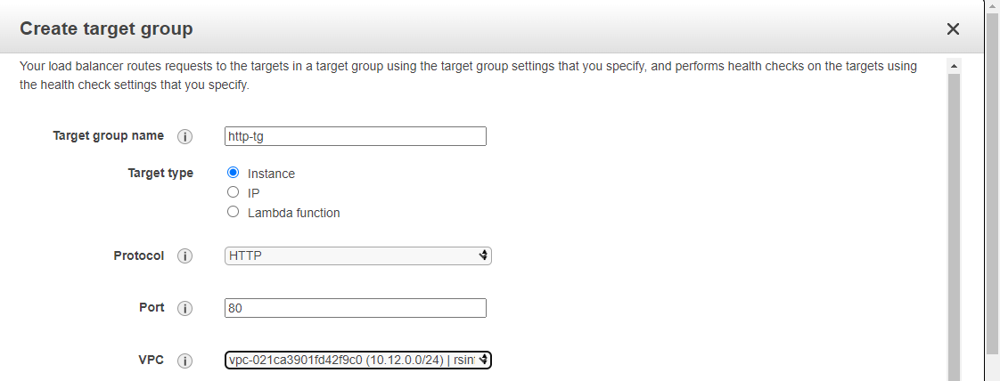 Create target group
Your load balancer routes requests to the targets in a target group using the target group settings that you specify, and performs health checks on the targets using
the health check settings that you specify.
Target group name http-tg
Target type Instance
IP
Lambda function
Protocol HTTP
Port 80
VPC vpc-021ca3901fd42f9c0 (10.12.0.0/24) |